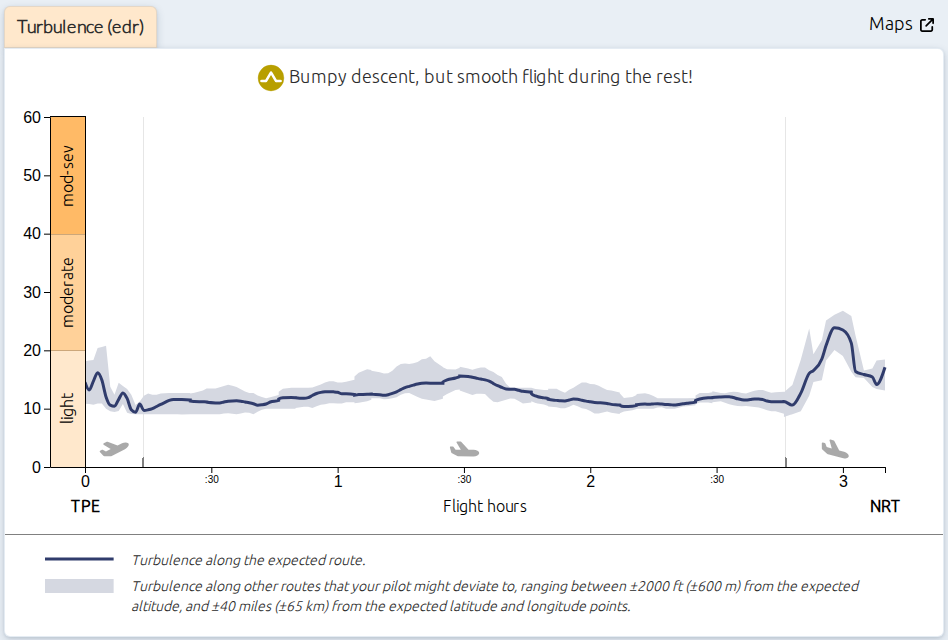 Turbulence (edr)
Maps
Bumpy descent, but smooth flight during the rest!
60
50
40
30
20
10
0
mod-sev
moderate
light
0
:30
1
:30
2
:30
3
TPE
Flight hours
NRT
Turbulence along the expected route.
Turbulence along other routes that your pilot might deviate to, ranging between ±2000 ft (±600 m) from the expected
altitude, and ±40 miles (±65 km) from the expected latitude and longitude points.